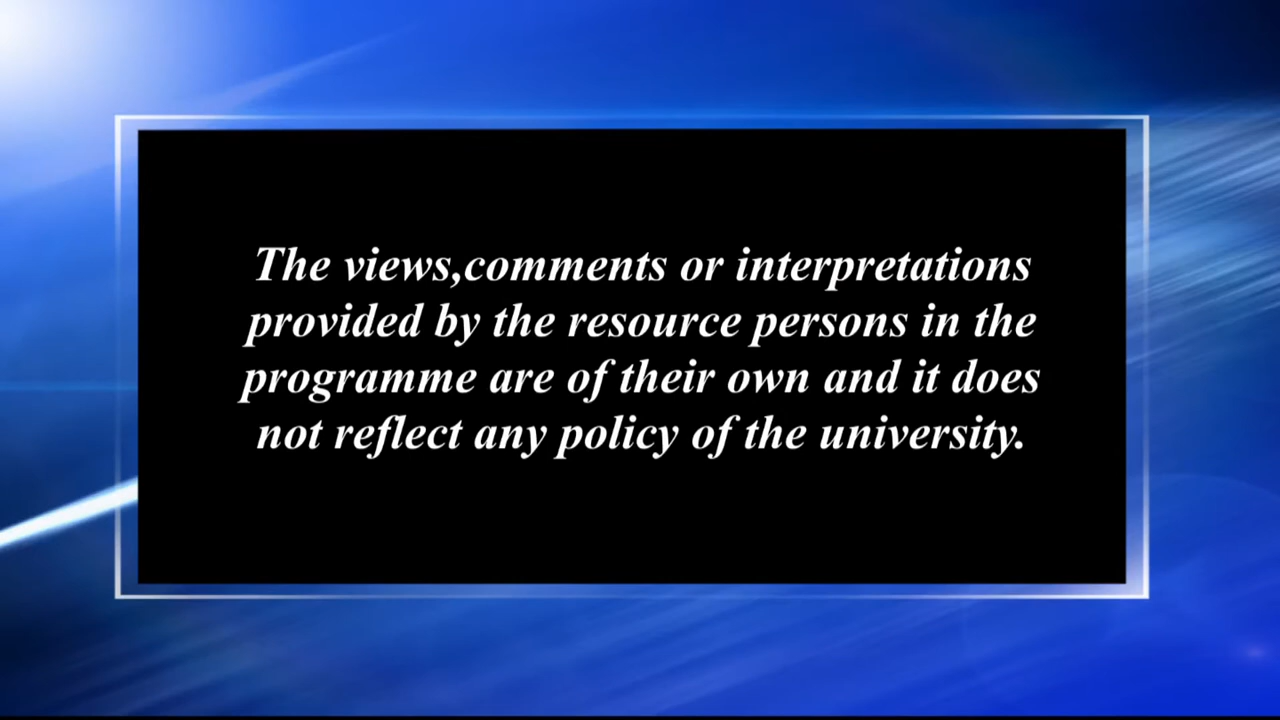 The views,comments or interpretations
provided by the resource persons in the
programme are of their own and it does
not reflect any policy of the university.